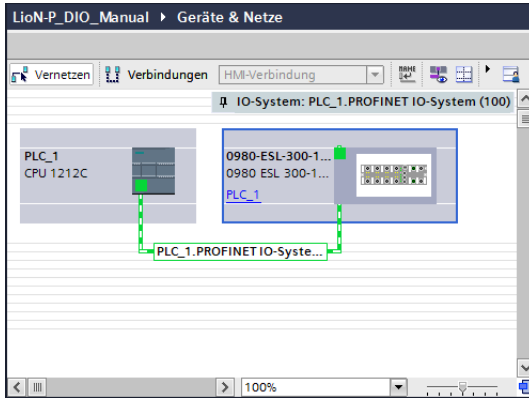 LioN-P_DIO_Manual ▸ Geräte & Netze
Vernetzen Verbindungen HMI-Verbindung
IO-System: PLC_1.PROFINET IO-System (100)
PLC_1
CPU 1212C
0980-ESL-300-1...
0980 ESL 300-1...
PLC_1
PLC_1.PROFINET IO-Syste...
100%